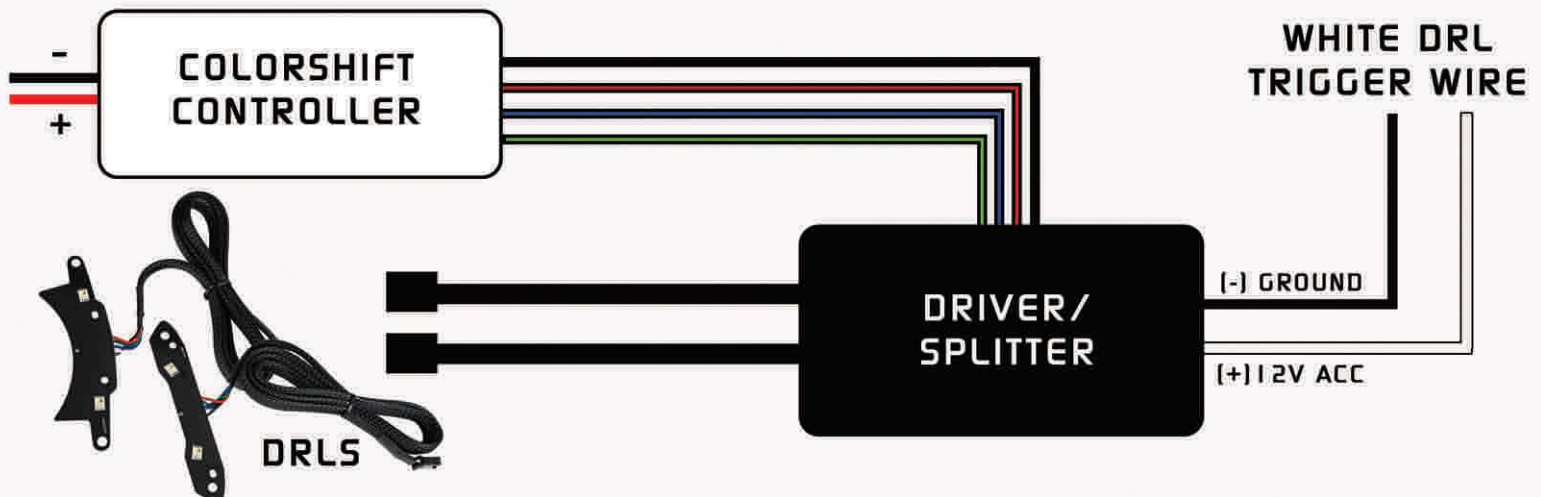 -
+
COLORSHIFT
CONTROLLER
WHITE DRL
TRIGGER WIRE
(-) GROUND
DRIVER/
SPLITTER
(+)12V ACC
DRLS